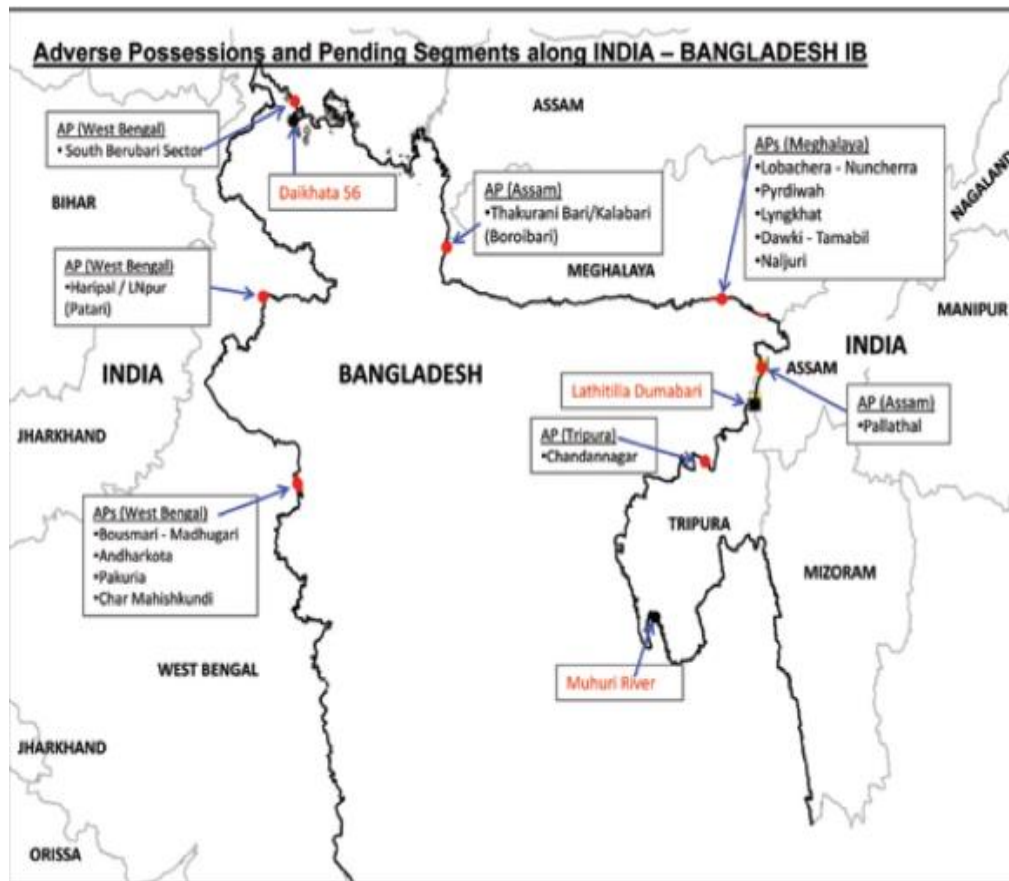 Adverse Possessions and Pending Segments along INDIA – BANGLADESH IB
ASSAM
AP (West Bengal)
• South Berubari Sector
Daikhata 56
BIHAR
AP (Assam)
•Thakurani Bari/Kalabari
(Boroibari)
APs (Meghalaya)
•Lobachera - Nuncherra
•Pyrdiwah
•Lyngkhat
•Dawki - Tamabil
•Naljuri
NAGALAND
MEGHALAYA
AP (West Bengal)
•Haripal / LNpur
(Patari)
MANIPUR
INDIA
BANGLADESH
INDIA
ASSAM
Lathitilla Dumabari
AP (Assam)
•Pallathal
JHARKHAND
AP (Tripura)
•Chandannagar
APs (West Bengal)
•Bousmari - Madhugari
•Andharkota
•Pakuria
•Char Mahishkundi
TRIPURA
MIZORAM
WEST BENGAL
Muhuri River
JHARKHAND
ORISSA